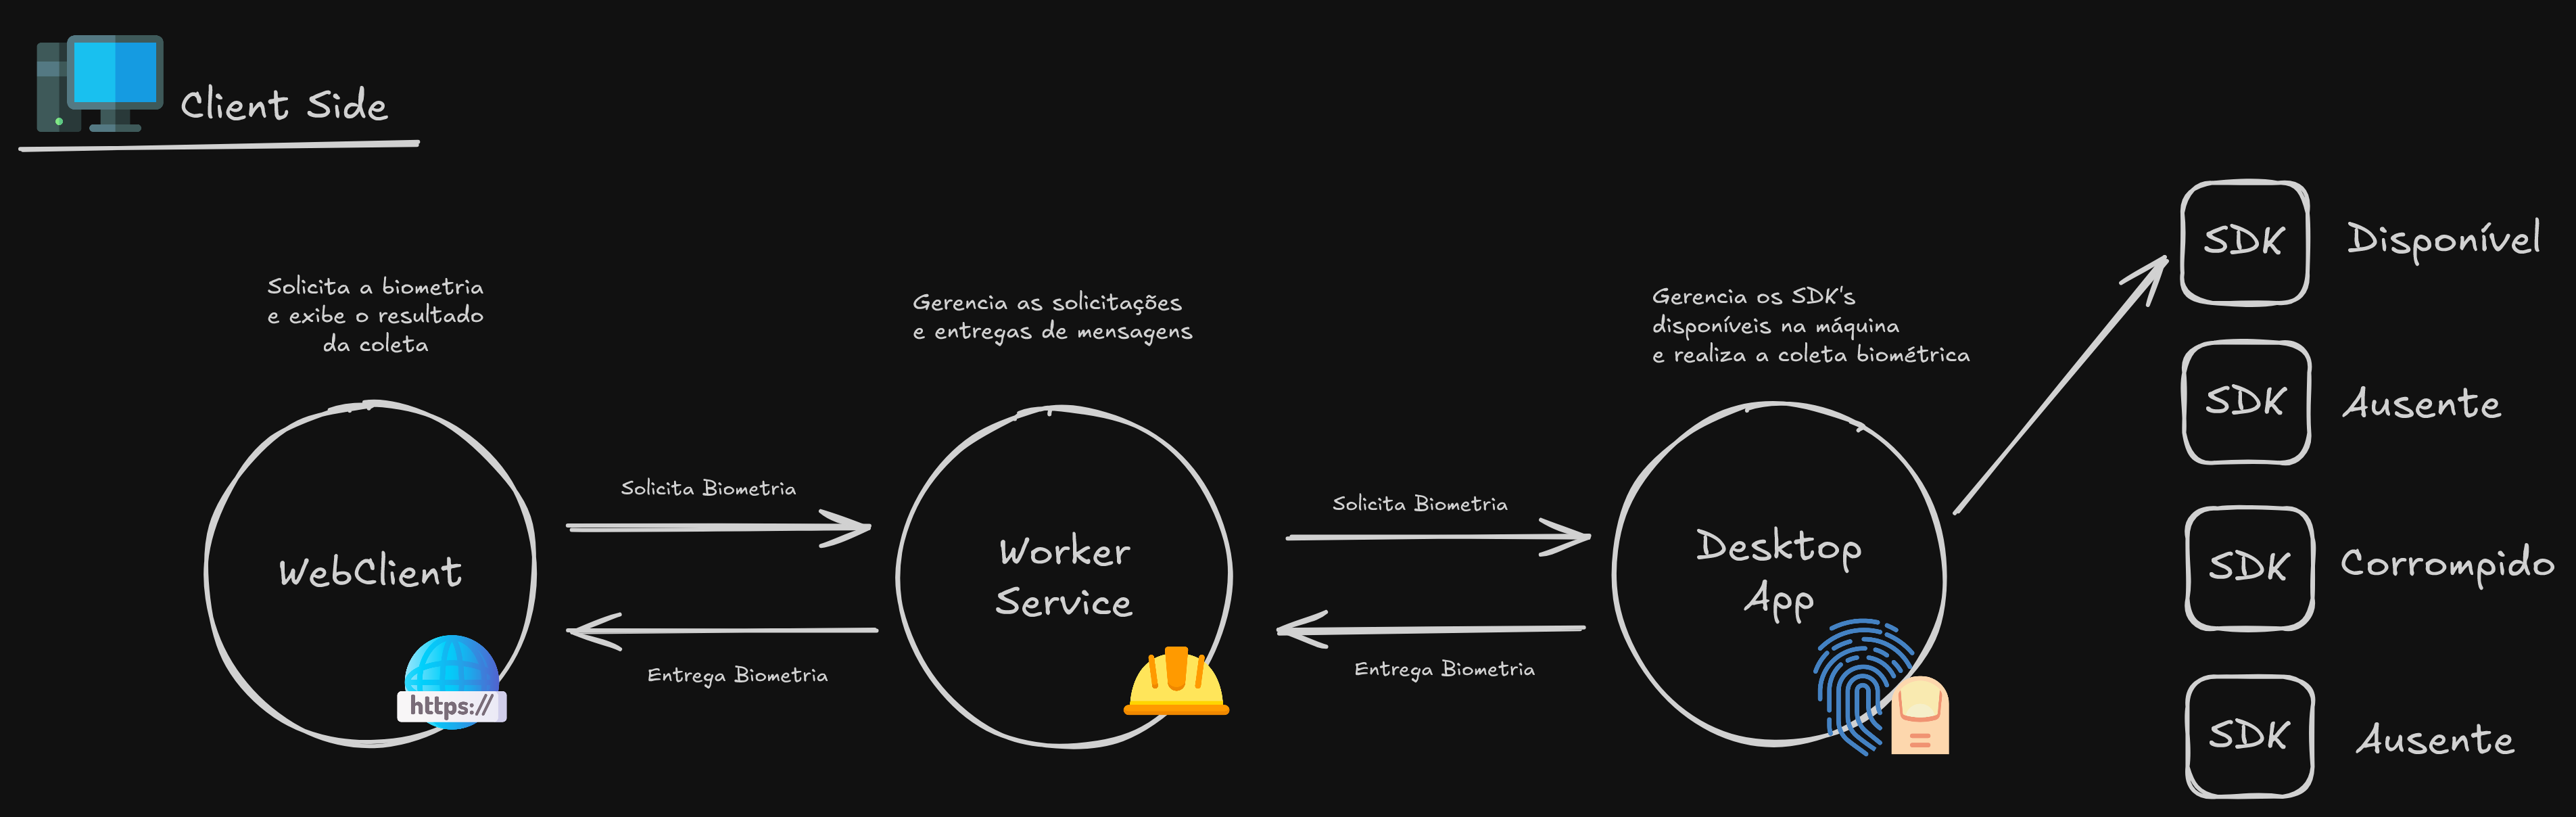 Client Side
Solicita a biometria
e exibe o resultado
da coleta
WebClient
https://
Solicita Biometria
Entrega Biometria
Gerencia as solicitações
e entregas de mensagens
Worker
Service
Solicita Biometria
Entrega Biometria
Gerencia os SDK's
disponíveis na máquina
e realiza a coleta biométrica
Desktop
App
SDK Disponível
SDK Ausente
SDK Corrompido
SDK Ausente